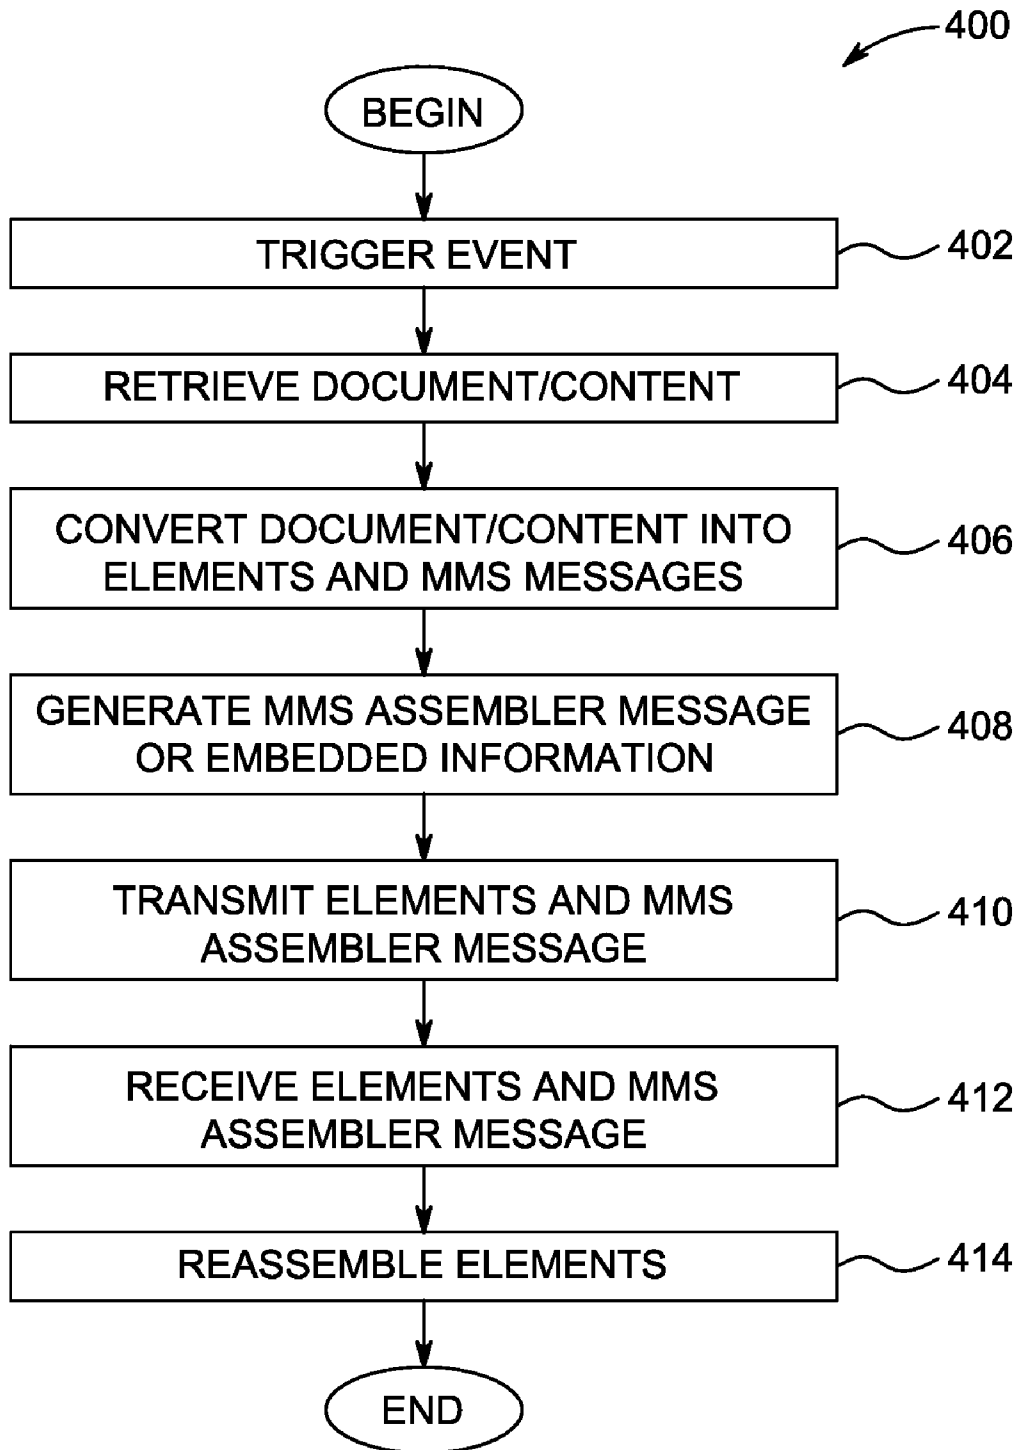 400
BEGIN
TRIGGER EVENT
402
RETRIEVE DOCUMENT/CONTENT
404
CONVERT DOCUMENT/CONTENT INTO
ELEMENTS AND MMS MESSAGES
406
GENERATE MMS ASSEMBLER MESSAGE
OR EMBEDDED INFORMATION
408
TRANSMIT ELEMENTS AND MMS
ASSEMBLER MESSAGE
410
RECEIVE ELEMENTS AND MMS
ASSEMBLER MESSAGE
412
REASSEMBLE ELEMENTS
414
END